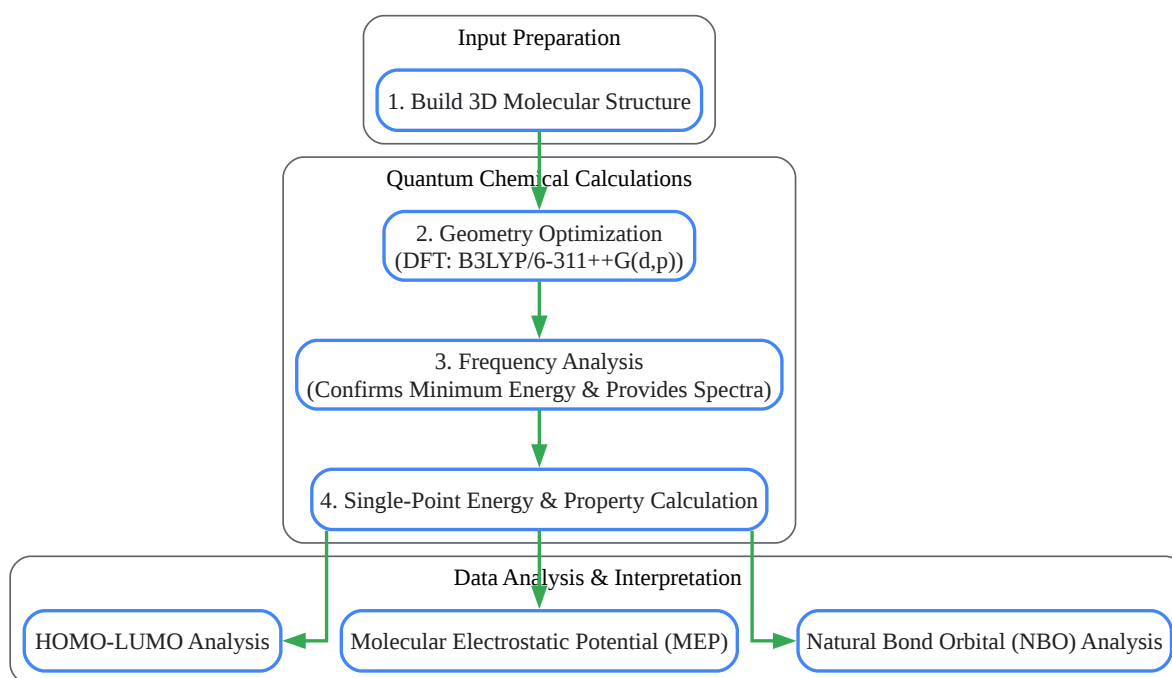 Input Preparation
1. Build 3D Molecular Structure
Quantum Chemical Calculations
2. Geometry Optimization
(DFT: B3LYP/6-311++G(d,p))
3. Frequency Analysis
(Confirms Minimum Energy & Provides Spectra)
4. Single-Point Energy & Property Calculation
Data Analysis & Interpretation
HOMO-LUMO Analysis
Molecular Electrostatic Potential (MEP)
Natural Bond Orbital (NBO) Analysis